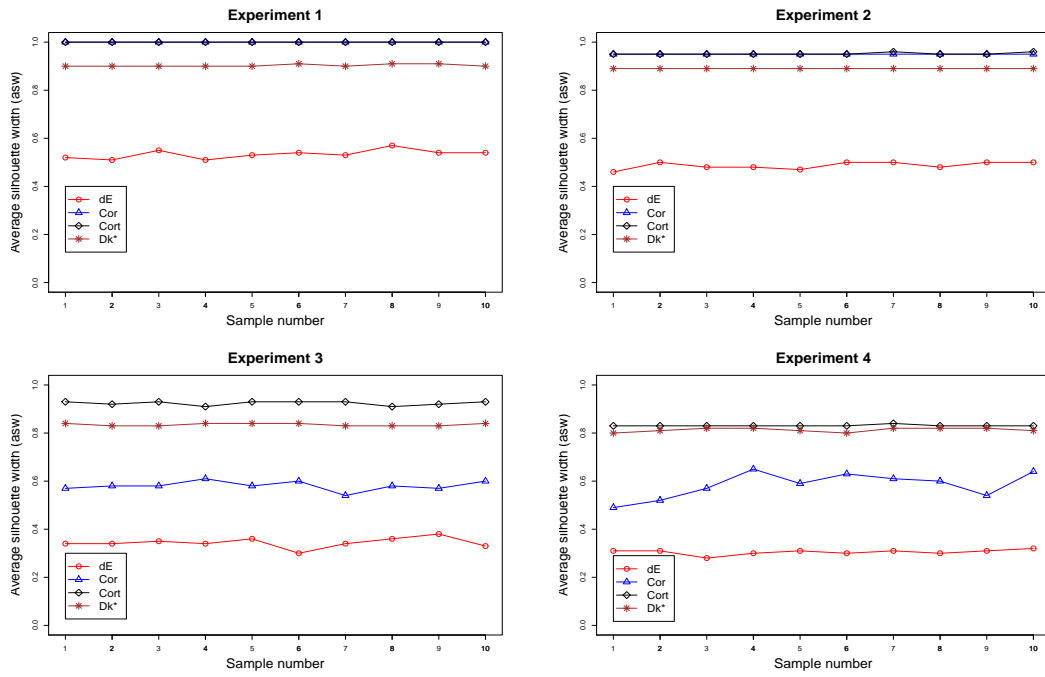 Experiment 1
Average silhouette width (asw)
1.0
0.8
0.6
0.4
0.2
0.0
dE
Cor
Cort
Dk*
1 2 3 4 5 6 7 8 9 10
Sample number
Experiment 2
Average silhouette width (asw)
1.0
0.8
0.6
0.4
0.2
0.0
dE
Cor
Cort
Dk*
1 2 3 4 5 6 7 8 9 10
Sample number
Experiment 3
Average silhouette width (asw)
1.0
0.8
0.6
0.4
0.2
0.0
dE
Cor
Cort
Dk*
1 2 3 4 5 6 7 8 9 10
Sample number
Experiment 4
Average silhouette width (asw)
1.0
0.8
0.6
0.4
0.2
0.0
dE
Cor
Cort
Dk*
1 2 3 4 5 6 7 8 9 10
Sample number